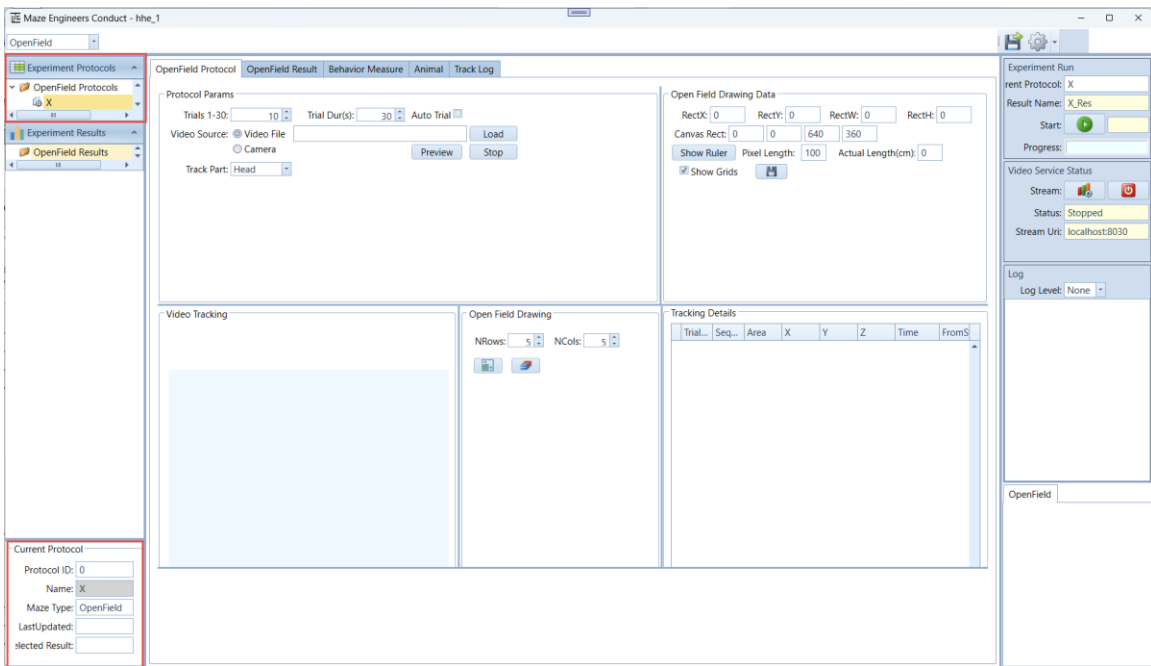 Maze Engineers Conduct - hhe_1
OpenField
Experiment Protocols
OpenField Protocols
X
Experiment Results
OpenField Results
Current Protocol
Protocol ID: 0
Name: X
Maze Type: OpenField
LastUpdated:
elected Result:
OpenField Protocol OpenField Result Behavior Measure Animal Track Log
Protocol Params
Trials 1-30: 10 Trial Dur(s): 30 Auto Trial
Video Source: Video File Load
Camera Preview Stop
Track Part: Head
Open Field Drawing Data
RectX: 0 RectY: 0 RectW: 0 RectH: 0
Canvas Rect: 0 0 640 360
Show Ruler Pixel Length: 100 Actual Length(cm): 0
Show Grids
Video Tracking
Open Field Drawing
NRows: 5 NCols: 5
Tracking Details
Trial... Seq... Area X Y Z Time FromS
Experiment Run
rent Protocol: X
Result Name: X_Res
Start:
Progress:
Video Service Status
Stream:
Status: Stopped
Stream Uri: localhost:8030
Log
Log Level: None
OpenField